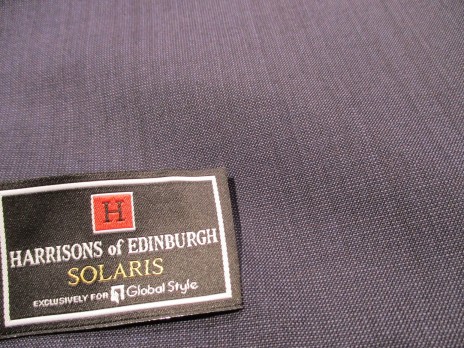 H
HARRISONS of EDINBURGH
SOLARIS
EXCLUSIVELY FOR Global Style